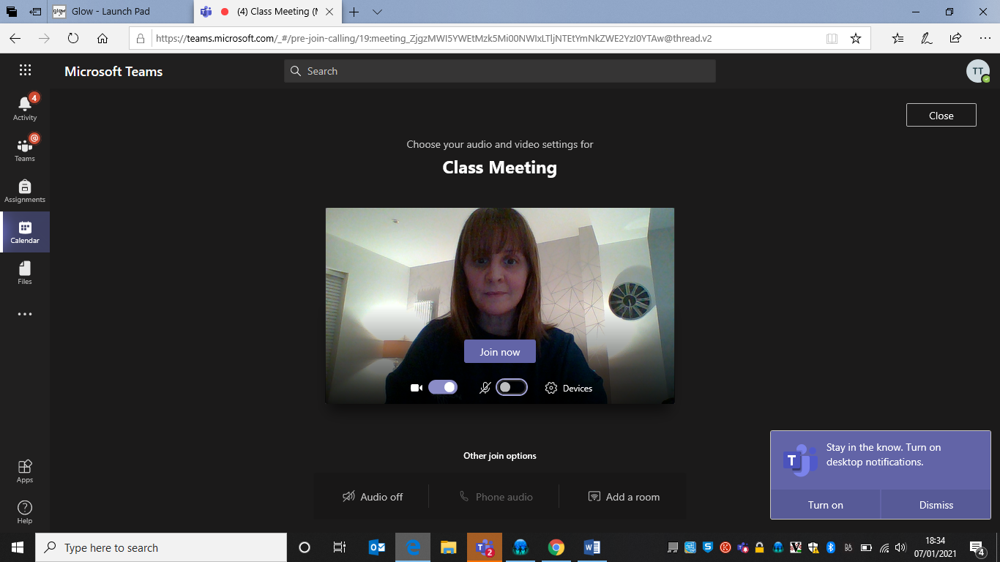 glow
Glow - Launch Pad
(4) Class Meeting (
https://teams.microsoft.com/_#/pre-join-calling/19:meeting_ZjgzMWI5YWEtMzk5Mi00NWIxLTljNTEtYmNkZWE2YzI0YTAw@thread.v2
Microsoft Teams
Search
TT
4
Activity
@
Teams
Assignments
Calendar
Files
Apps
Help
Close
Choose your audio and video settings for
Class Meeting
Join now
Devices
Other join options
Audio off
Phone audio
Add a room
T
Stay in the know. Turn on
desktop notifications.
Turn on
Dismiss
Type here to search
2
18:34
07/01/2021
4